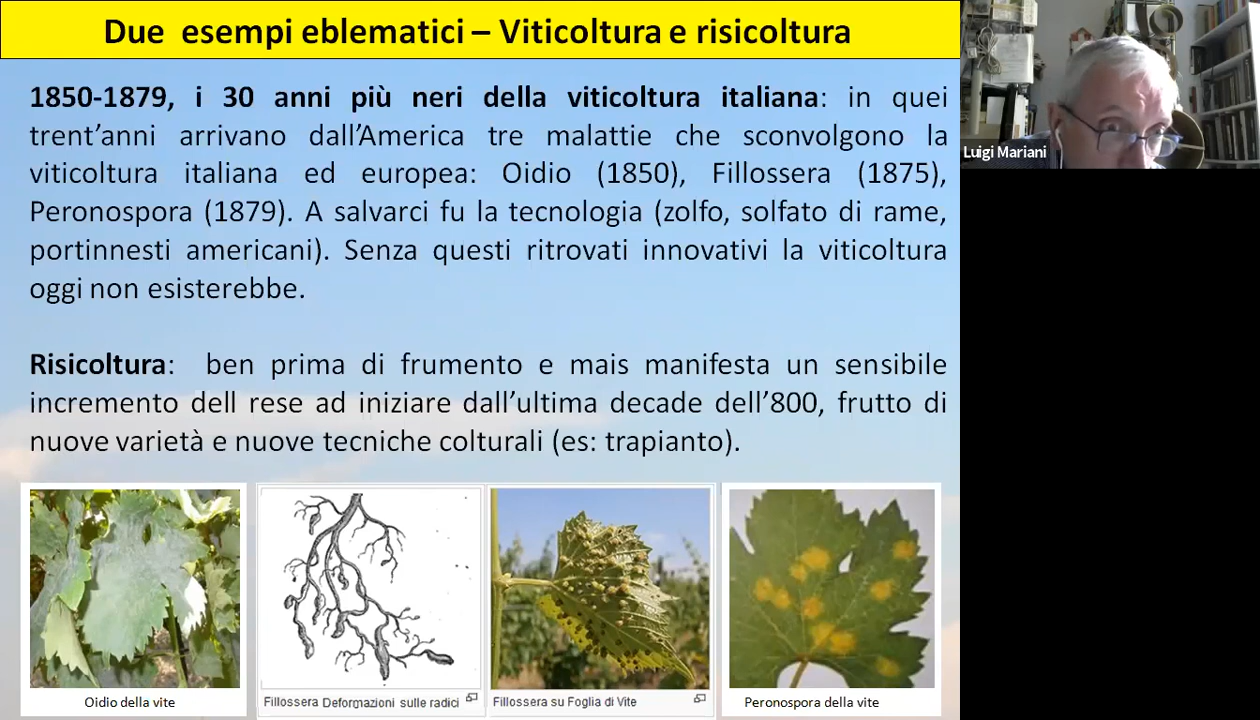 Due esempi eblematici – Viticoltura e risicoltura
1850-1879, i 30 anni più neri della viticoltura italiana: in quei
trent’anni arrivano dall’America tre malattie che sconvolgono la
viticoltura italiana ed europea: Oidio (1850), Fillossera (1875),
Peronospora (1879). A salvarci fu la tecnologia (zolfo, solfato di rame,
portinnesti americani). Senza questi ritrovati innovativi la viticoltura
oggi non esisterebbe.
Risicoltura: ben prima di frumento e mais manifesta un sensibile
incremento dell rese ad iniziare dall’ultima decade dell’800, frutto di
nuove varietà e nuove tecniche colturali (es: trapianto).
Oidio della vite
Fillossera Deformazioni sulle radici
Fillossera su Foglia di Vite
Peronospora della vite
Luigi Mariani